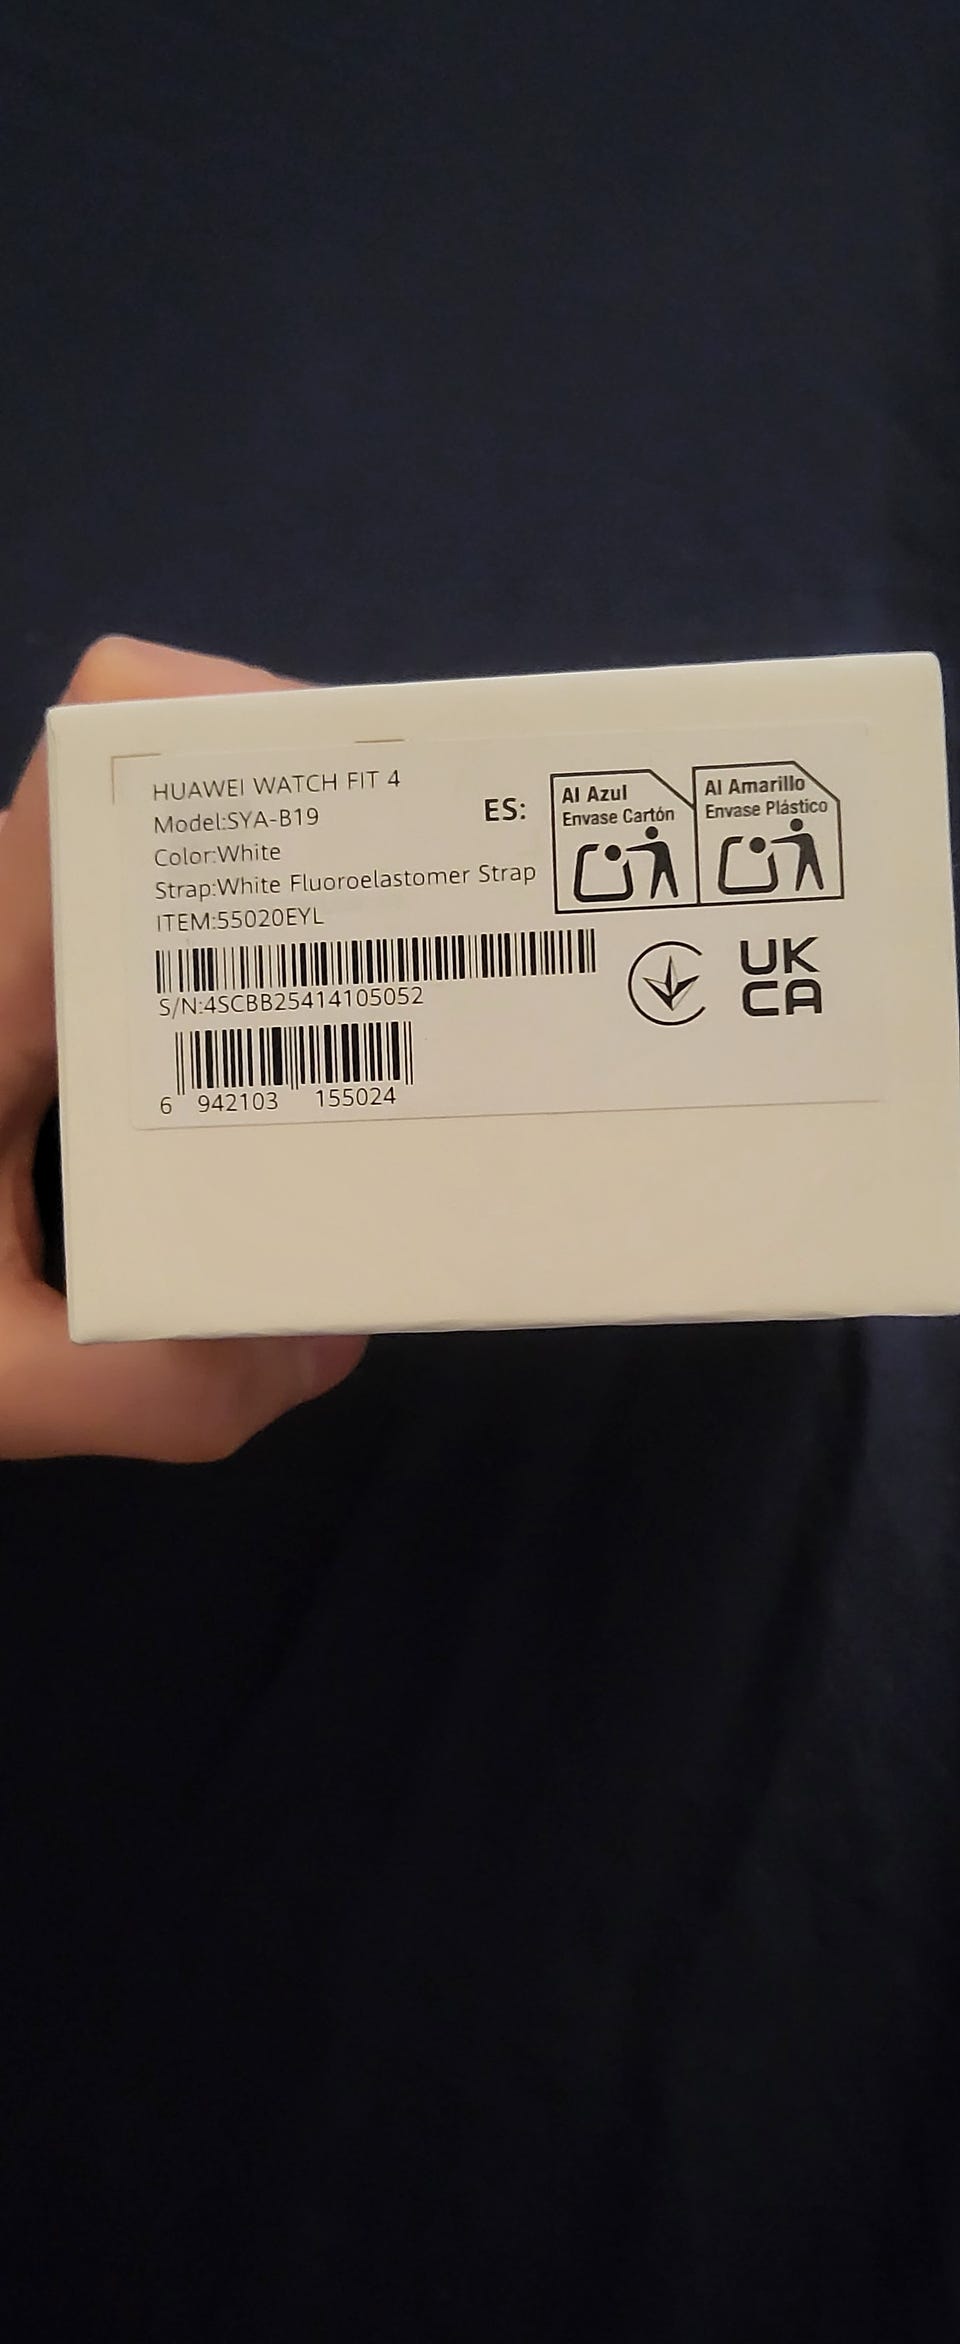 HUAWEI WATCH FIT 4
Model:SYA-B19
Color:White
Strap:White Fluoroelastomer Strap
ITEM:55020EYL
S/N:4SCBB25414105052
6 942103 155024
ES:
Al Azul
Envase Cartón
Al Amarillo
Envase Plástico
UK
CA